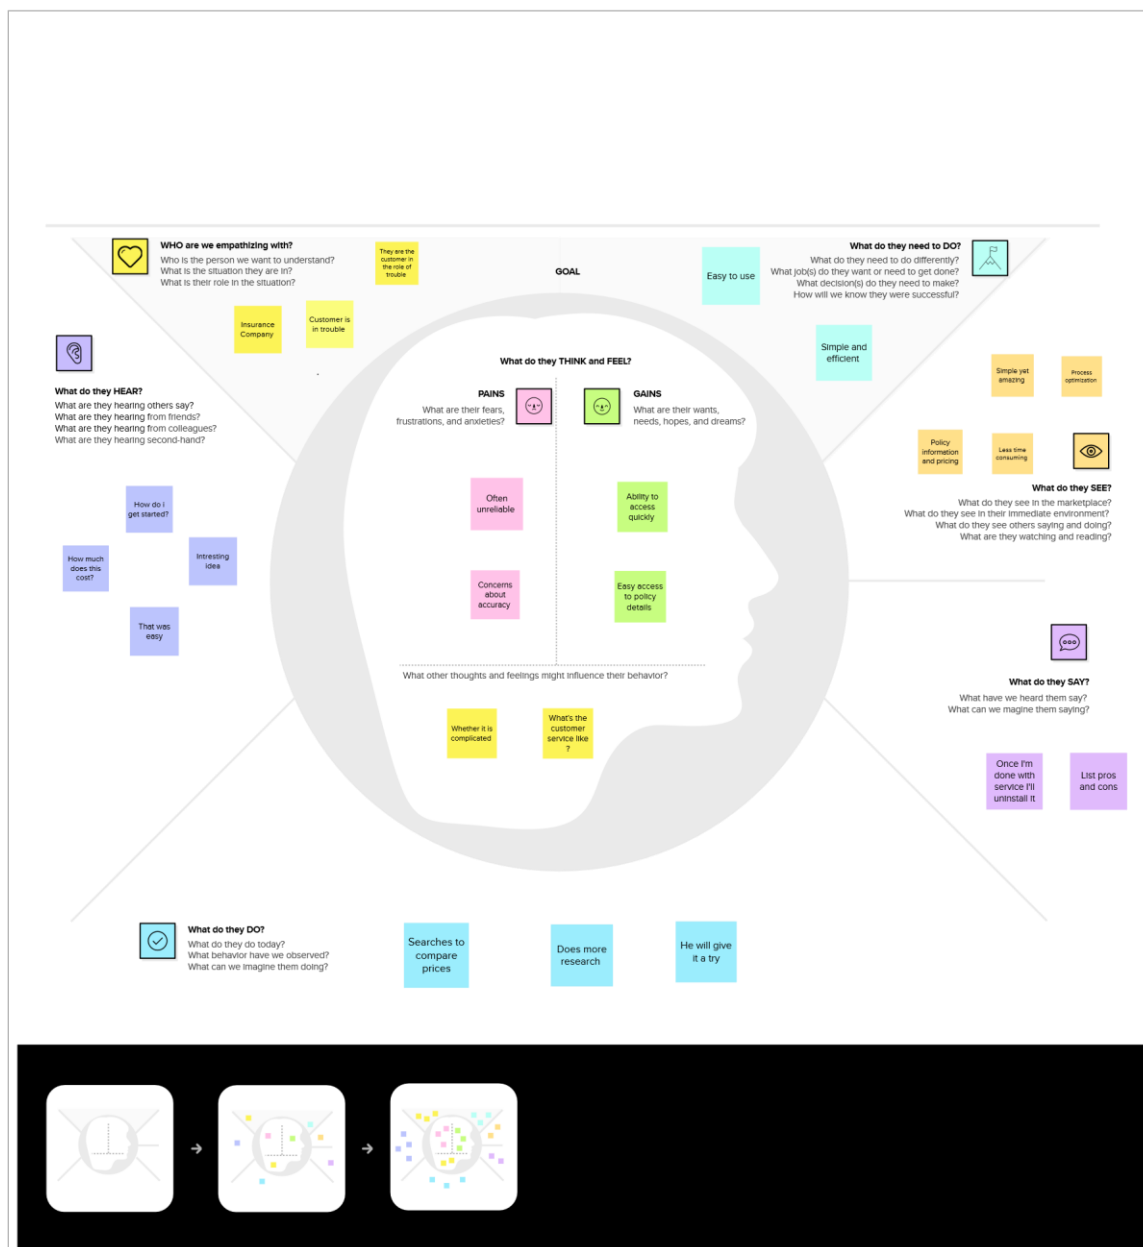 WHO are we empathizing with?
Who is the person we want to understand?
What is the situation they are in?
What is their role in the situation?
They are the
customer in
the role of
trouble
Insurance
Company
Customer is
in trouble
GOAL
Easy to use
What do they need to DO?
What do they need to do differently?
What job(s) do they want or need to get done?
What decision(s) do they need to make?
How will we know they were successful?
Simple and
efficient
What do they HEAR?
What are they hearing others say?
What are they hearing from friends?
What are they hearing from colleagues?
What are they hearing second-hand?
How do i
get started?
How much
does this
cost?
Intresting
idea
That was
easy
What do they THINK and FEEL?
PAINS
What are their fears,
frustrations, and anxieties?
GAINS
What are their wants,
needs, hopes, and dreams?
Often
unreliable
Concerns
about
accuracy
Ability to
access
quickly
Easy access
to policy
details
What other thoughts and feelings might influence their behavior?
Whether it is
complicated
What's the
customer
service like
?
Simple yet
amazing
Process
optimization
Policy
information
and pricing
Less time
consuming
What do they SEE?
What do they see in the marketplace?
What do they see in their immediate environment?
What do they see others saying and doing?
What are they watching and reading?
What do they SAY?
What have we heard them say?
What can we magine them saying?
Once I'm
done with
service I'll
uninstall it
List pros
and cons
What do they DO?
What do they do today?
What behavior have we observed?
What can we imagine them doing?
Searches to
compare
prices
Does more
research
He will give
it a try